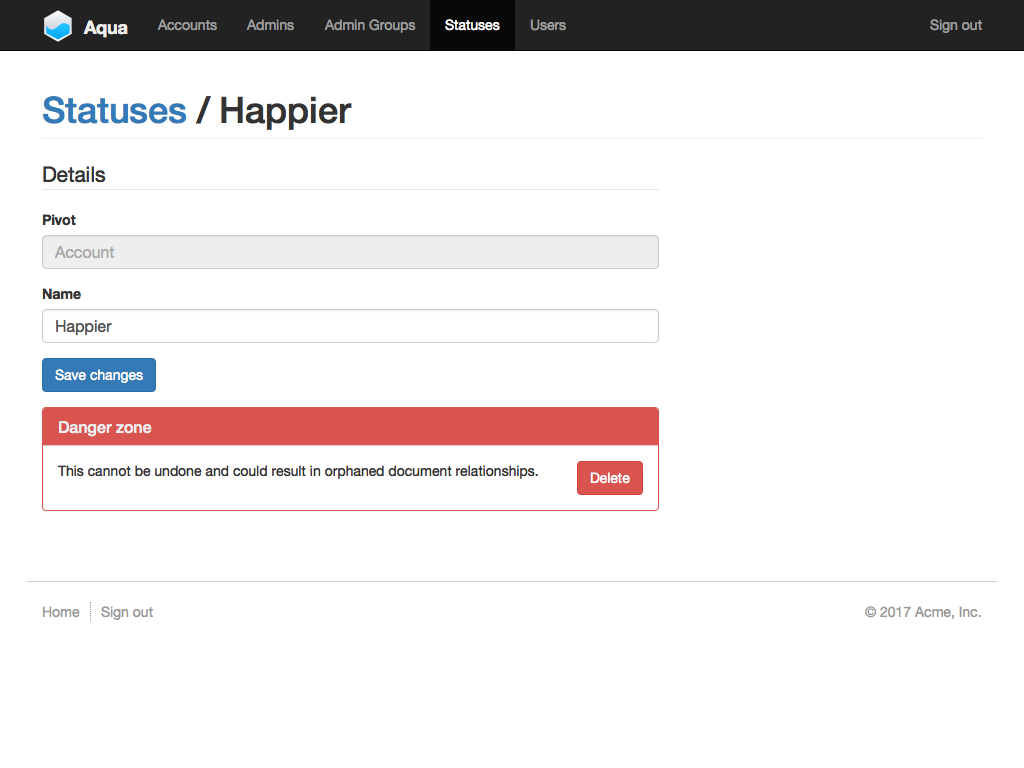 Aqua Accounts Admins Admin Groups Statuses Users Sign out
Statuses / Happier
Details
Pivot
Account
Name
Happier
Save changes
Danger zone
This cannot be undone and could result in orphaned document relationships. Delete
Home Sign out © 2017 Acme, Inc.